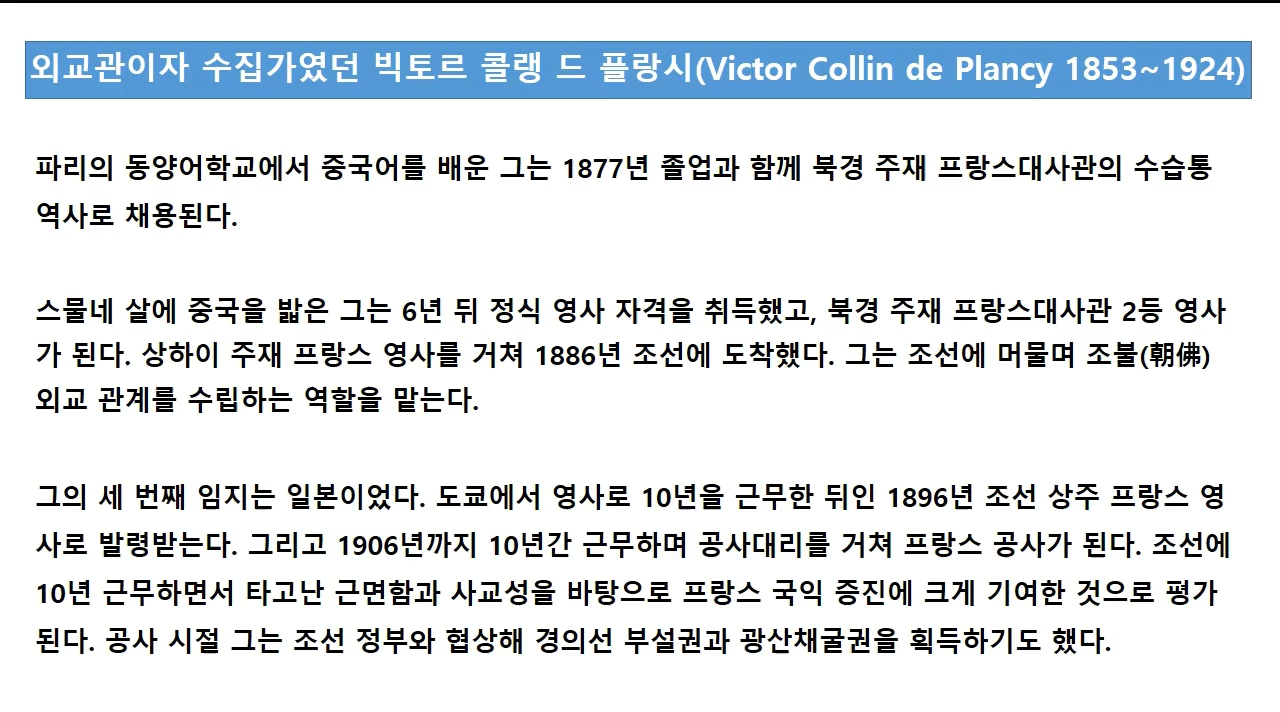 외교관이자 수집가였던 빅토르 콜랭 드 플랑시(Victor Collin de Plancy 1853~1924)
파리의 동양어학교에서 중국어를 배운 그는 1877년 졸업과 함께 북경 주재 프랑스대사관의 수습통
역사로 채용된다.
스물네 살에 중국을 밟은 그는 6년 뒤 정식 영사 자격을 취득했고, 북경 주재 프랑스대사관 2등 영사
가 된다. 상하이 주재 프랑스 영사를 거쳐 1886년 조선에 도착했다. 그는 조선에 머물며 조불(朝佛)
외교 관계를 수립하는 역할을 맡는다.
그의 세 번째 임지는 일본이었다. 도쿄에서 영사로 10년을 근무한 뒤인 1896년 조선 상주 프랑스 영
사로 발령받는다. 그리고 1906년까지 10년간 근무하며 공사대리를 거쳐 프랑스 공사가 된다. 조선에
10년 근무하면서 타고난 근면함과 사교성을 바탕으로 프랑스 국익 증진에 크게 기여한 것으로 평가
된다. 공사 시절 그는 조선 정부와 협상해 경의선 부설권과 광산채굴권을 획득하기도 했다.